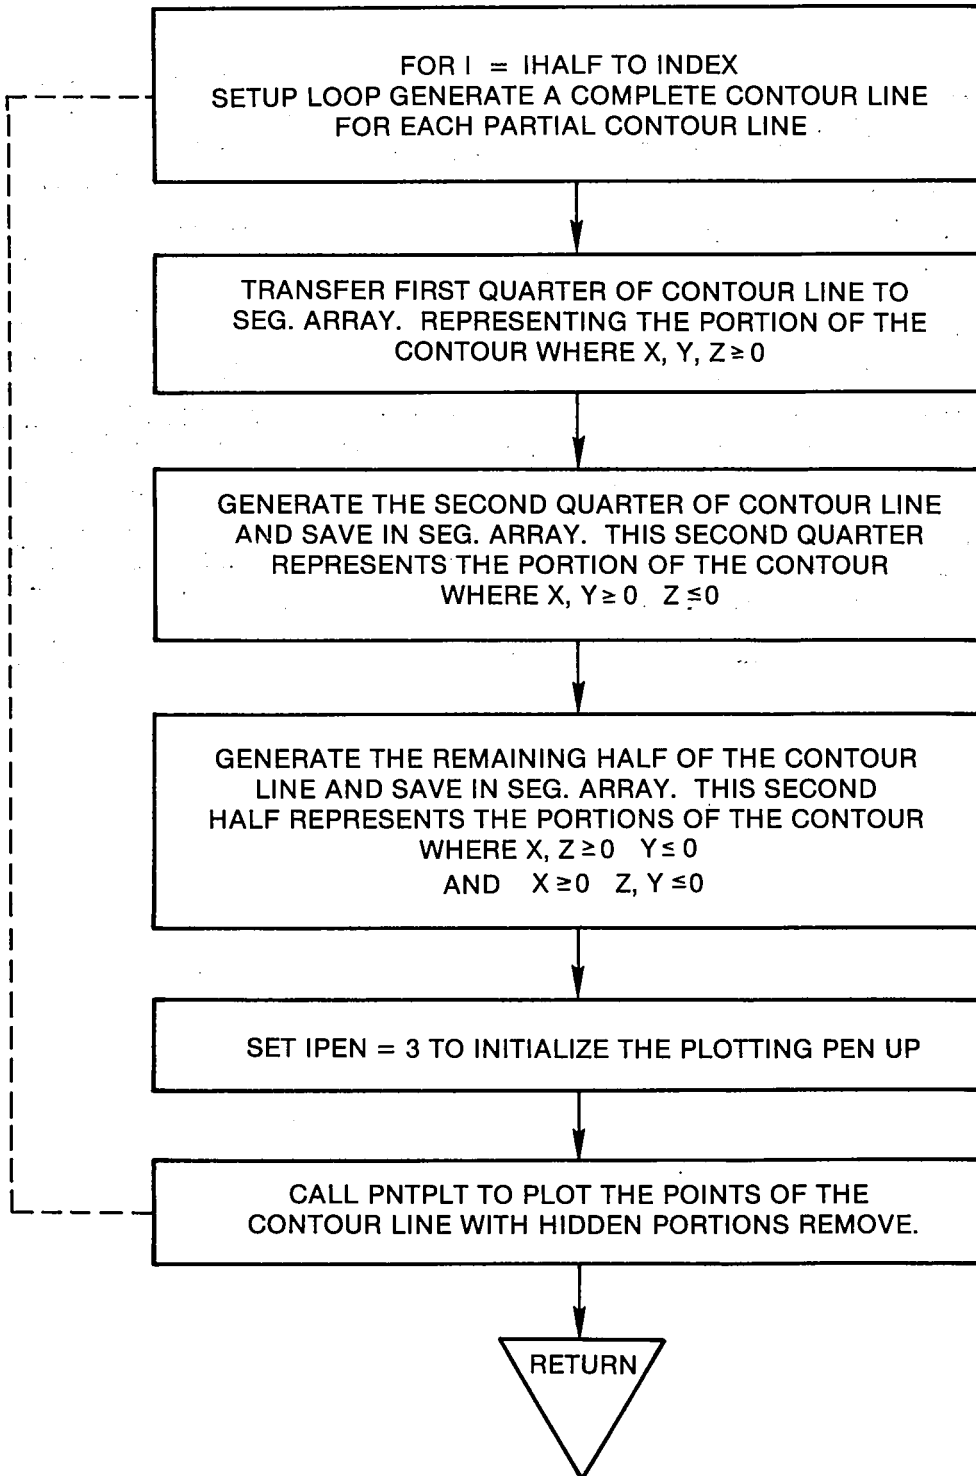 FOR I = IHALF TO INDEX
SETUP LOOP GENERATE A COMPLETE CONTOUR LINE
FOR EACH PARTIAL CONTOUR LINE
TRANSFER FIRST QUARTER OF CONTOUR LINE TO
SEG. ARRAY. REPRESENTING THE PORTION OF THE
CONTOUR WHERE X, Y, Z ≥ 0
GENERATE THE SECOND QUARTER OF CONTOUR LINE
AND SAVE IN SEG. ARRAY. THIS SECOND QUARTER
REPRESENTS THE PORTION OF THE CONTOUR
WHERE X, Y ≥ 0 Z ≤ 0
GENERATE THE REMAINING HALF OF THE CONTOUR
LINE AND SAVE IN SEG. ARRAY. THIS SECOND
HALF REPRESENTS THE PORTIONS OF THE CONTOUR
WHERE X, Z ≥ 0 Y ≤ 0
AND X ≥ 0 Z, Y ≤ 0
SET IPEN = 3 TO INITIALIZE THE PLOTTING PEN UP
CALL PNTPLT TO PLOT THE POINTS OF THE
CONTOUR LINE WITH HIDDEN PORTIONS REMOVE.
RETURN